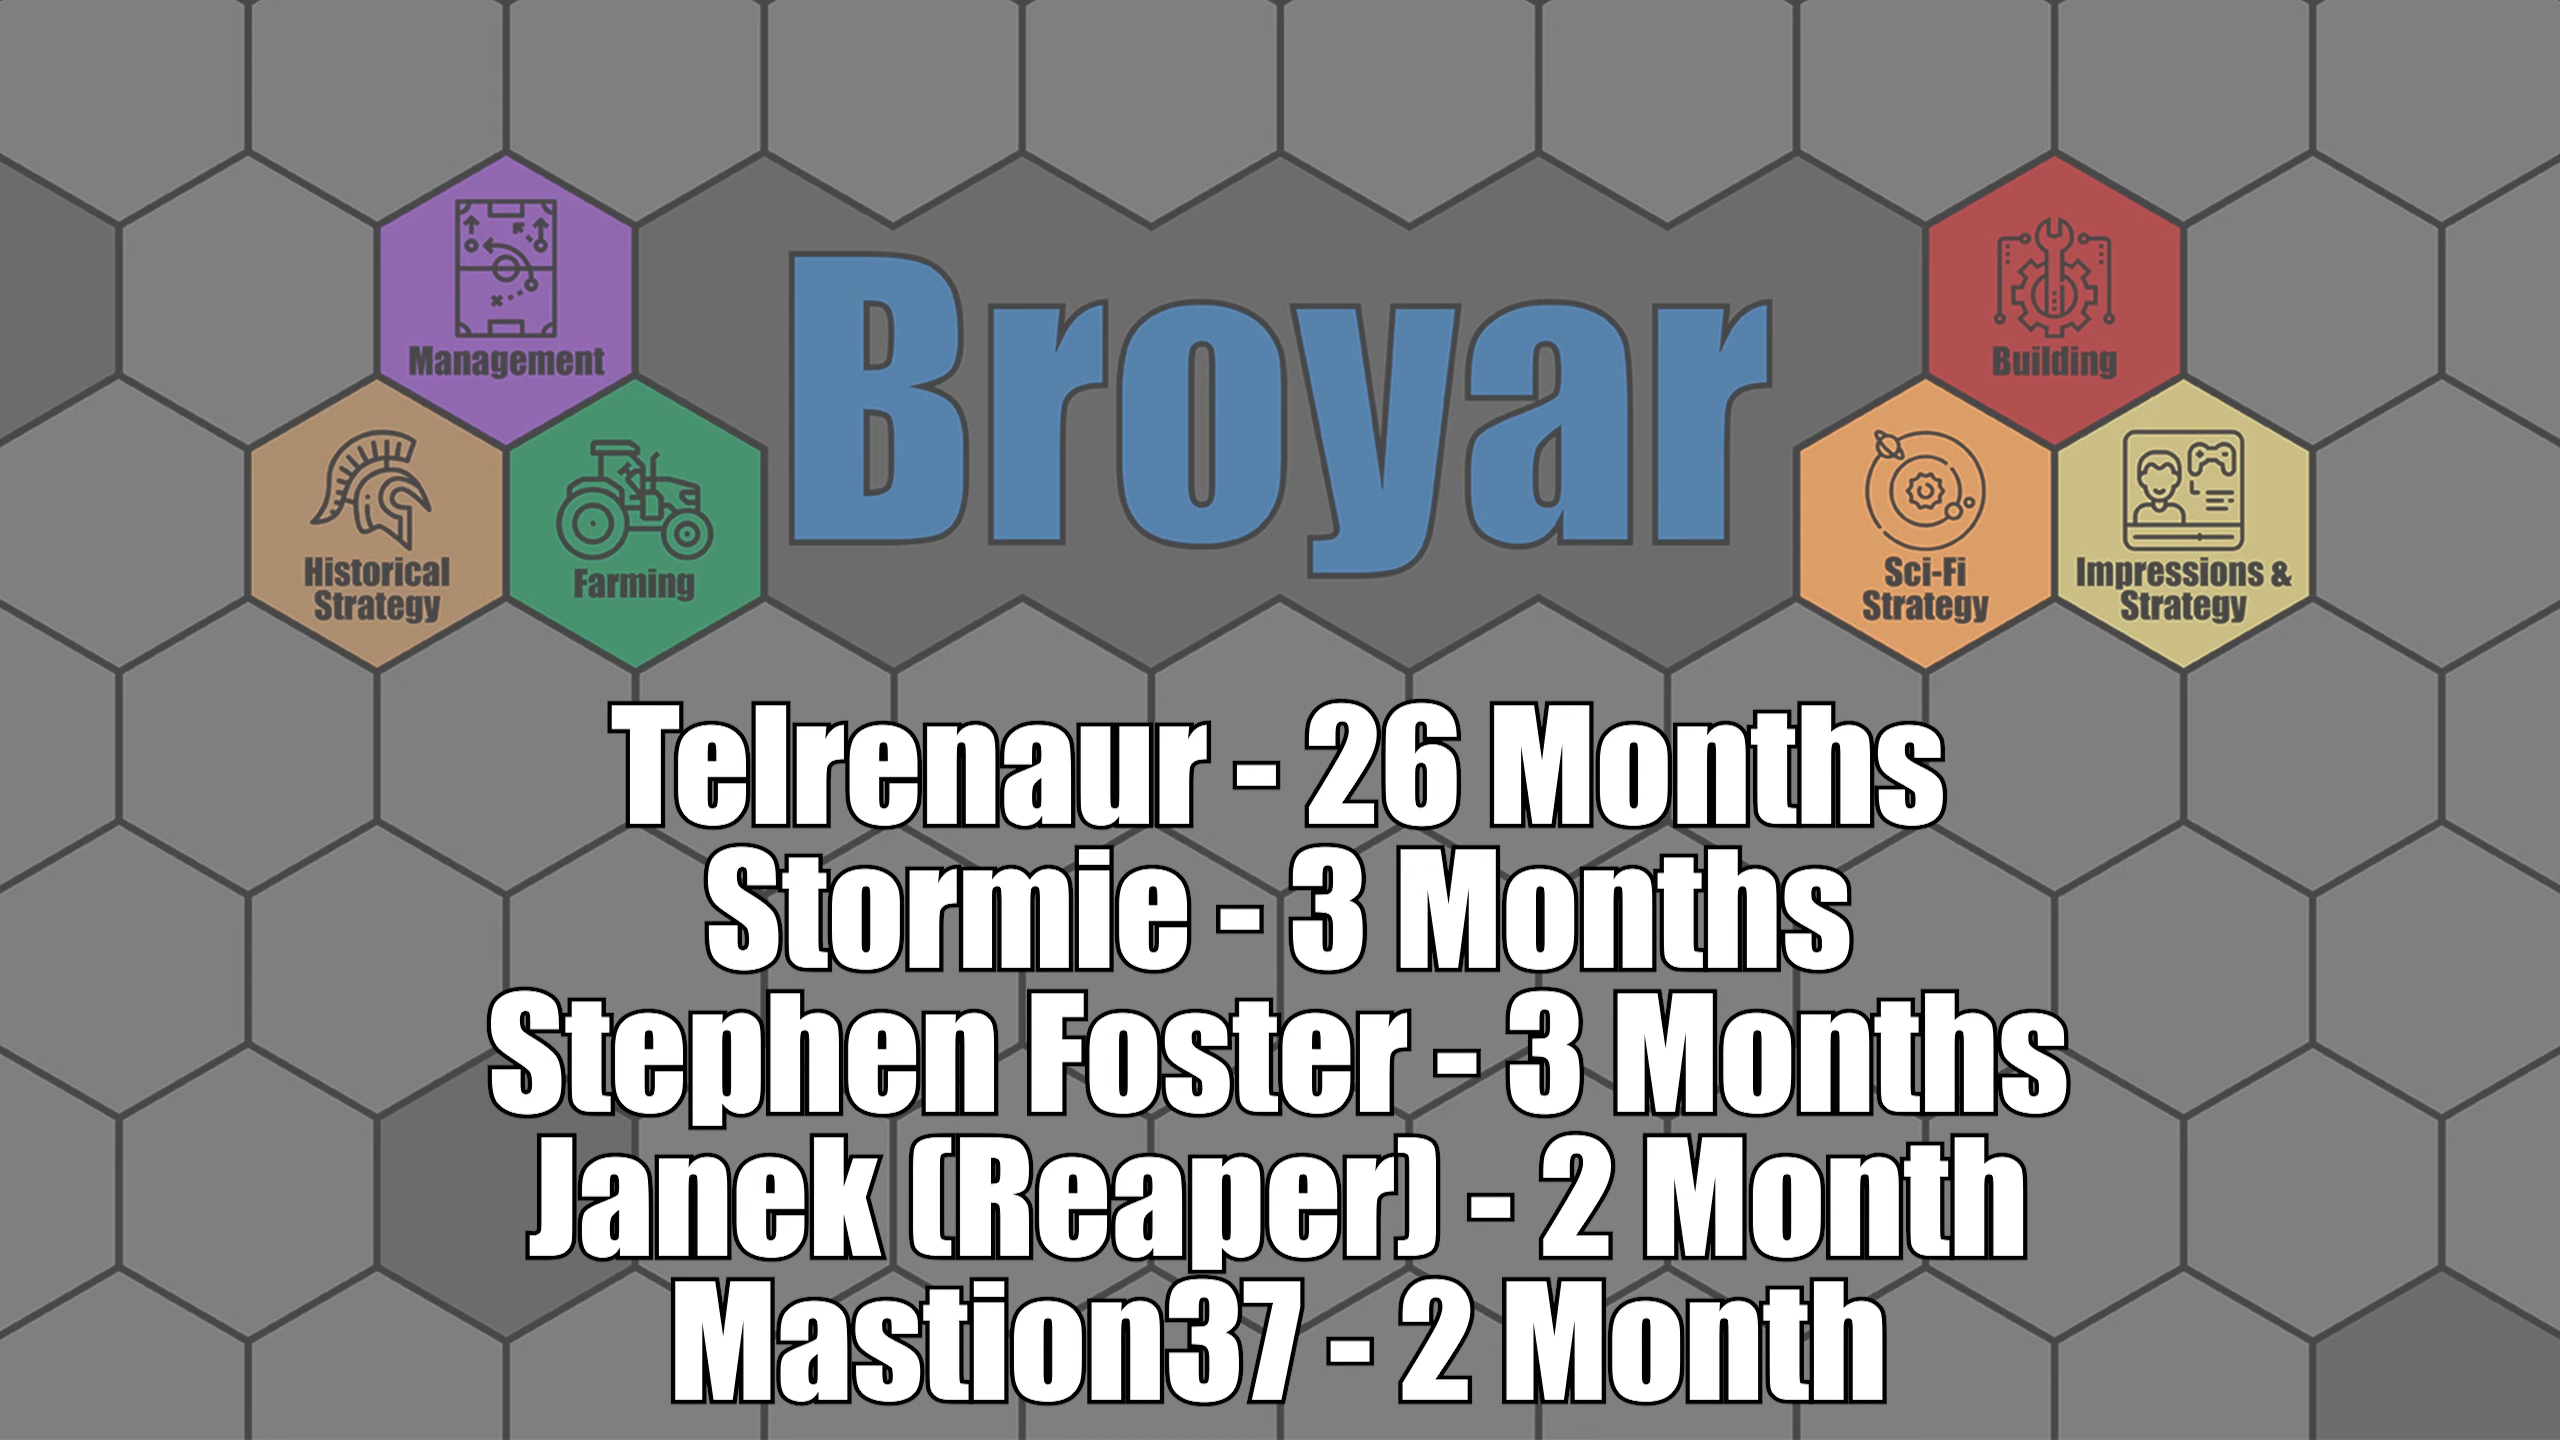 Management
Broyar
Building
Historical
Strategy
Farming
Sci-Fi
Strategy
Impressions &
Strategy
Telrenaur - 26 Months
Stormie - 3 Months
Stephen Foster - 3 Months
Janek (Reaper) - 2 Month
Mastion37 - 2 Month